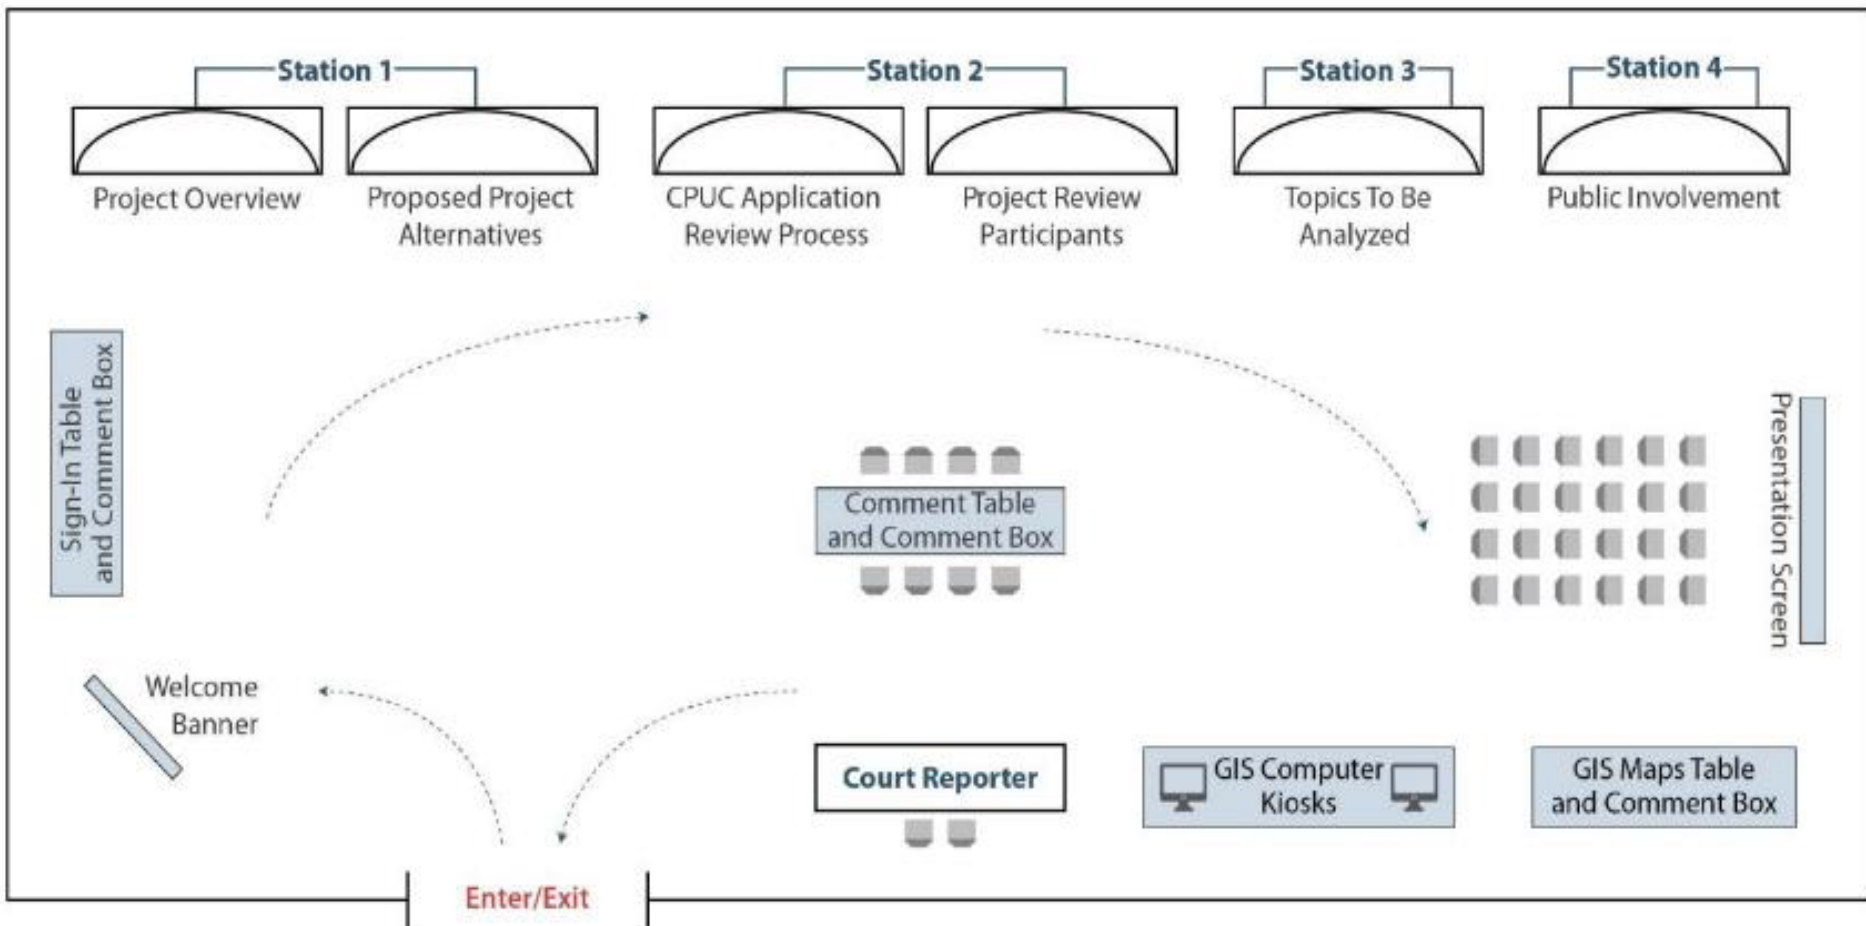 Station 1
Station 2
Station 3
Station 4
Project Overview
Proposed Project
Alternatives
CPUC Application
Review Process
Project Review
Participants
Topics To Be
Analyzed
Public Involvement
Sign-In Table
and Comment Box
Comment Table
and Comment Box
Presentation Screen
Welcome
Banner
Court Reporter
GIS Computer
Kiosks
GIS Maps Table
and Comment Box
Enter/Exit